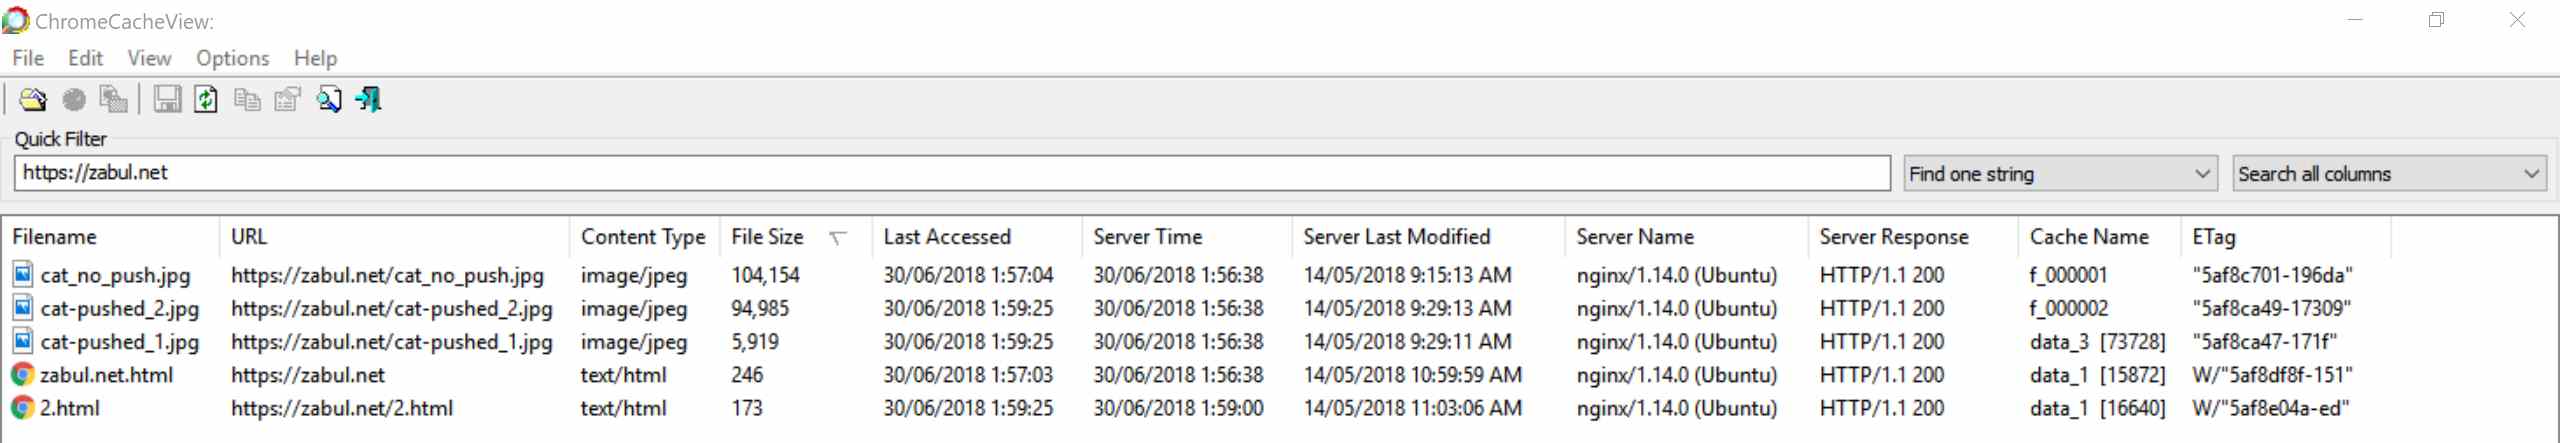 ChromeCacheView:
File Edit View Options Help
Quick Filter
https://zabul.net Find one string Search all columns
Filename URL Content Type File Size Last Accessed Server Time Server Last Modified Server Name Server Response Cache Name ETag
cat_no_push.jpg https://zabul.net/cat_no_push.jpg image/jpeg 104,154 30/06/2018 1:57:04 30/06/2018 1:56:38 14/05/2018 9:15:13 AM nginx/1.14.0 (Ubuntu) HTTP/1.1 200 f_000001 "5af8c701-196da"
cat-pushed_2.jpg https://zabul.net/cat-pushed_2.jpg image/jpeg 94,985 30/06/2018 1:59:25 30/06/2018 1:56:38 14/05/2018 9:29:13 AM nginx/1.14.0 (Ubuntu) HTTP/1.1 200 f_000002 "5af8ca49-17309"
cat-pushed_1.jpg https://zabul.net/cat-pushed_1.jpg image/jpeg 5,919 30/06/2018 1:59:25 30/06/2018 1:56:38 14/05/2018 9:29:11 AM nginx/1.14.0 (Ubuntu) HTTP/1.1 200 data_3 [73728] "5af8ca47-171f"
zabul.net.html https://zabul.net text/html 246 30/06/2018 1:57:03 30/06/2018 1:56:38 14/05/2018 10:59:59 AM nginx/1.14.0 (Ubuntu) HTTP/1.1 200 data_1 [15872] W/"5af8df8f-151"
2.html https://zabul.net/2.html text/html 173 30/06/2018 1:59:25 30/06/2018 1:59:00 14/05/2018 11:03:06 AM nginx/1.14.0 (Ubuntu) HTTP/1.1 200 data_1 [16640] W/"5af8e04a-ed"